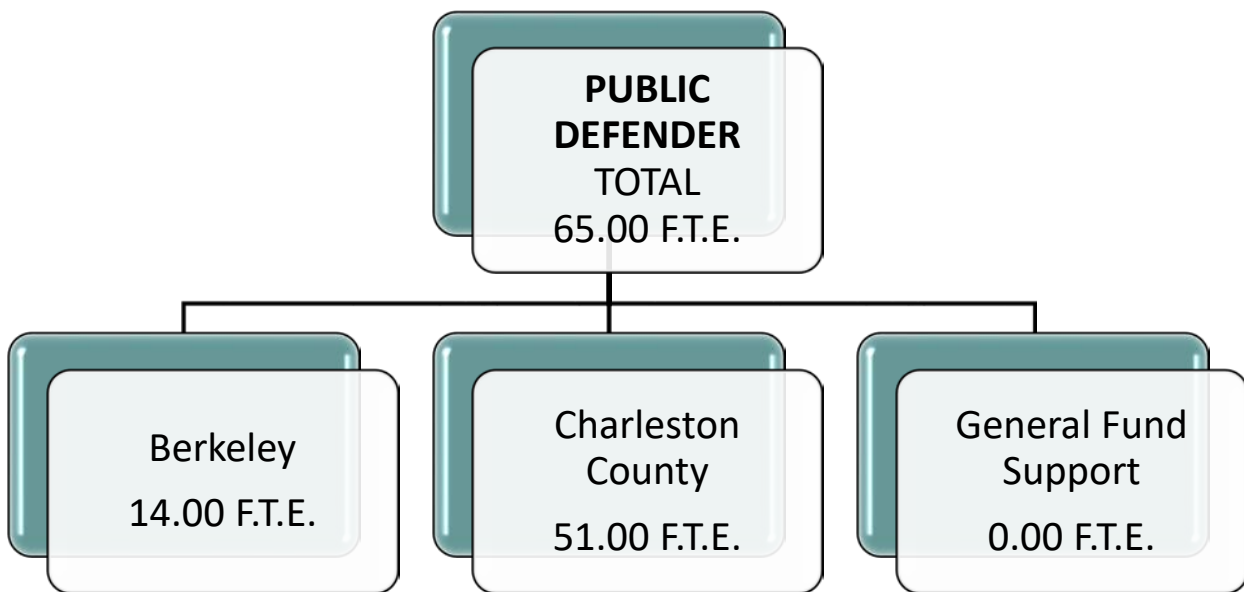 PUBLIC
DEFENDER
TOTAL
65.00 F.T.E.
Berkeley
14.00 F.T.E.
Charleston
County
51.00 F.T.E.
General Fund
Support
0.00 F.T.E.